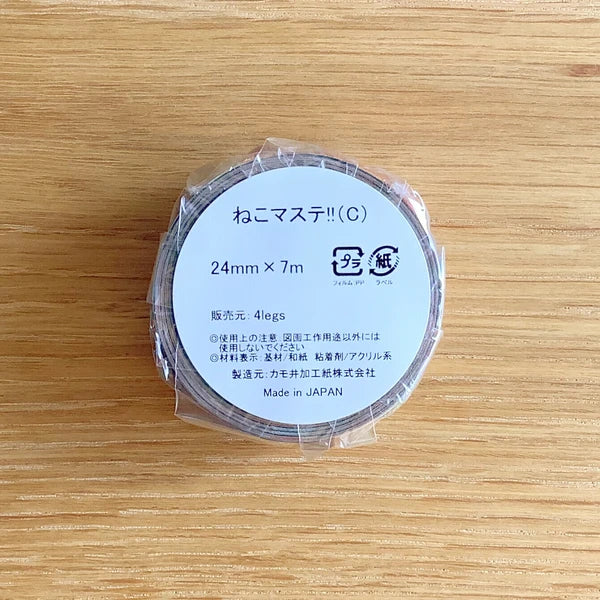 ねこマステ!!(C)
24mm×7m
プラ 紙
フィルム:PP ラベル
販売元: 4legs
◎使用上の注意 図画工作用途以外には
使用しないでください
◎材料表示: 基材/和紙 粘着剤/アクリル系
製造元: カモ井加工紙株式会社
Made in JAPAN